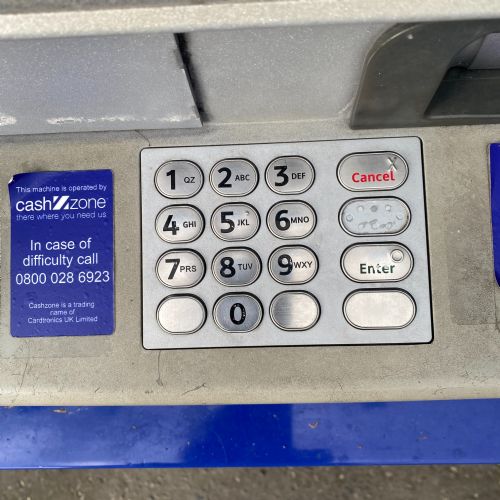 This machine is operated by
cashzone
there where you need us
In case of
difficulty call
0800 028 6923
Cashzone is a trading
name of
Cardtronics UK Limited
1 QZ 2 ABC 3 DEF Cancel X
4 GHI 5 JKL 6 MNO
7 PRS 8 TUV 9 WXY Enter O
0